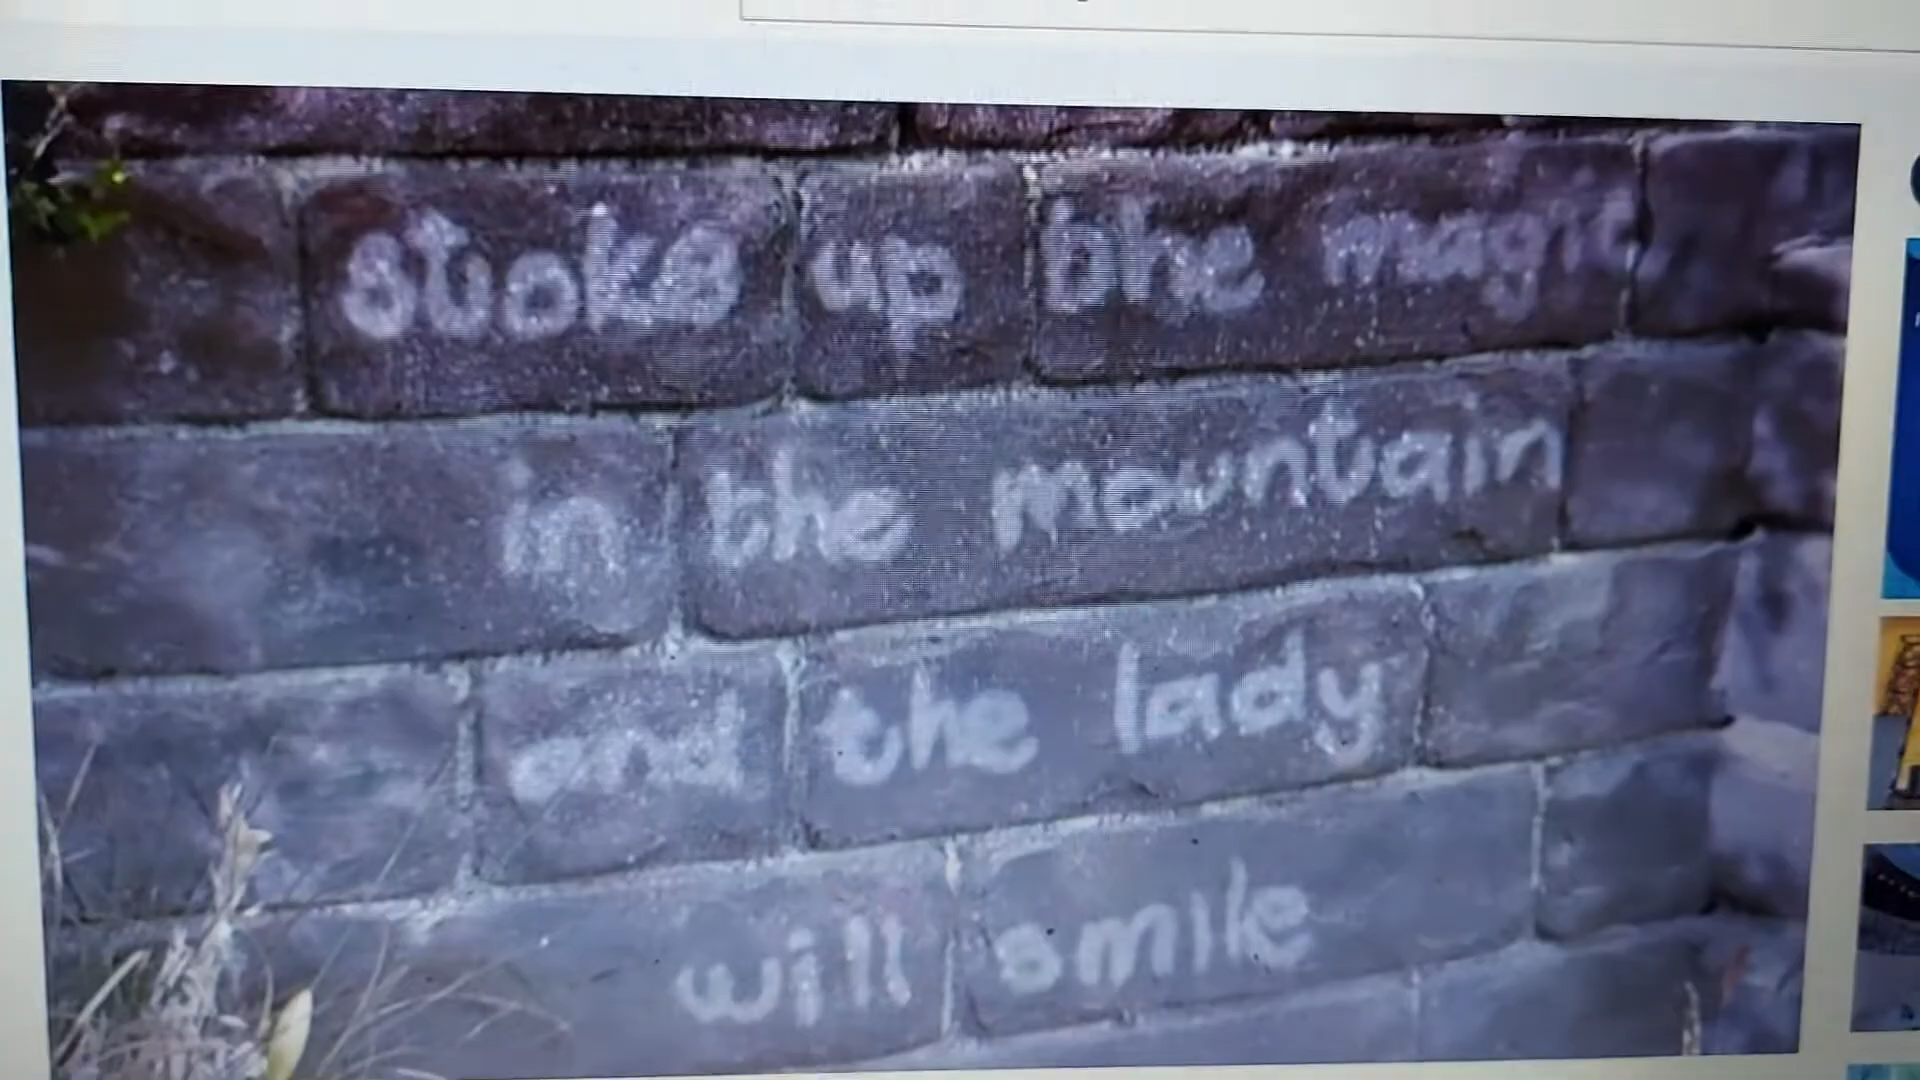 stoke up the magic
in the mountain
and the lady
will smile